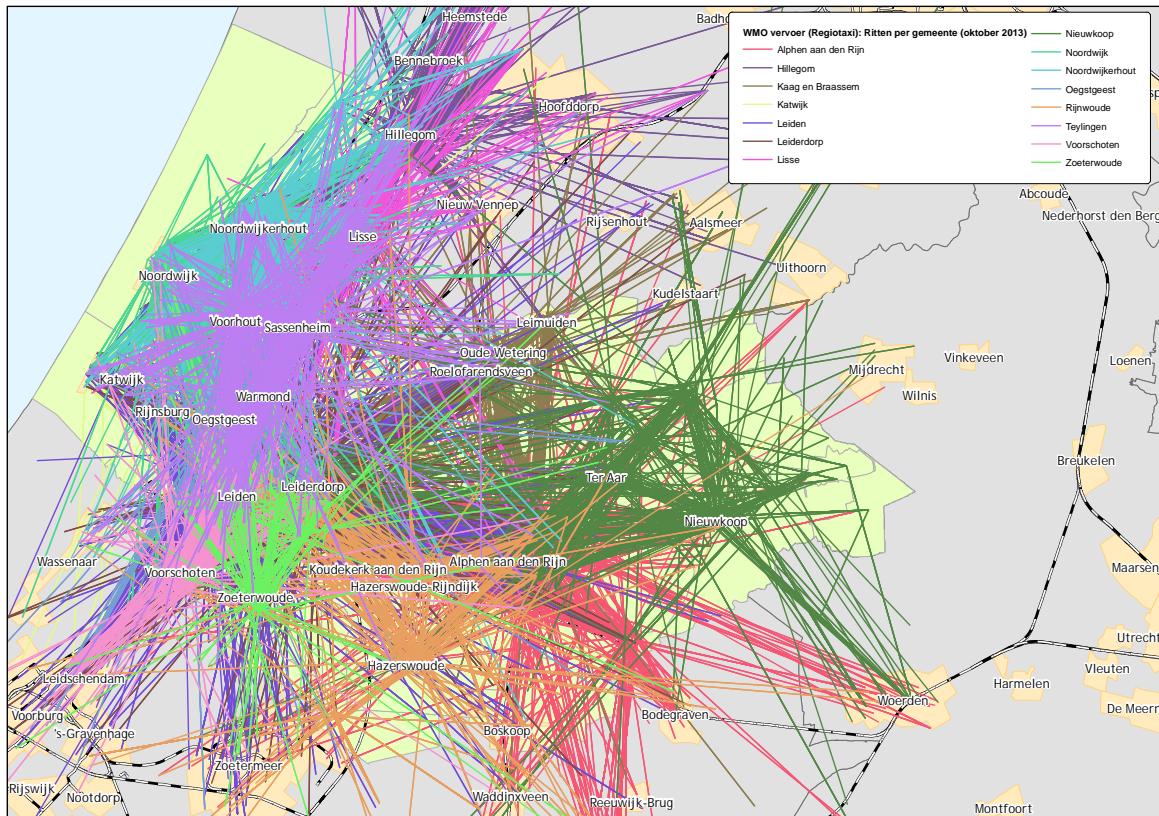 Heemstede
Badh
Bennebroek
Hoofddorp
Hillegom
WMO vervoer (Regiotaxi): Ritten per gemeente (oktober 2013)
Alphen aan den Rijn
Hillegom
Kaag en Braassem
Katwijk
Leiden
Leiderdorp
Lisse
Nieuwkoop
Noordwijk
Noordwijkerhout
Oegstgeest
Rijnwoude
Teylingen
Voorschoten
Zoeterwoude
Abcoude
Nederhorst den Berg
Nieuw Vennep
Rijsenhout
Aalsmeer
Noordwijkerhout
Lisse
Uithoorn
Noordwijk
Kudelstaart
Voorhout
Sassenheim
Leimuiden
Oude Wetering
Roelofarendsveen
Vinkeveen
Loenen
Mijdrecht
Wilnis
Katwijk
Warmond
Rijnsburg
Oegstgeest
Breukelen
Ter Aar
Leiderdorp
Leiden
Nieuwkoop
Wassenaar
Voorschoten
Koudekerk aan den Rijn
Alphen aan den Rijn
Maarsen
Hazerswoude-Rijndijk
Zoeterwoude
Utrecht
Hazerswoude
Vleuten
Leidschendam
Harmelen
Woerden
De Meern
Voorburg
Bodegraven
's-Gravenhage
Boskoop
Zoetermeer
Rijswijk
Nootdorp
Waddinxveen
Reeuwijk-Brug
Montfoort